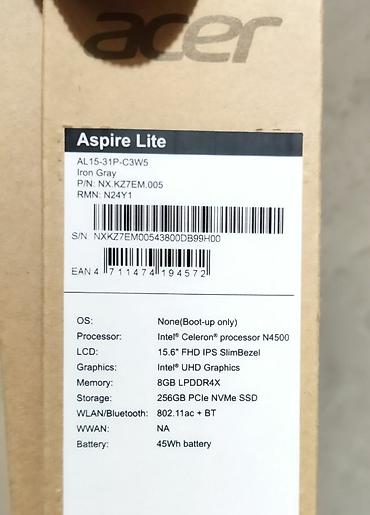 acer
Aspire Lite
AL15-31P-C3W5
Iron Gray
P/N: NX.KZ7EM.005
RMN: N24Y1
S/N: NXKZ7EM00543800DB99H00
EAN 4 711474 194572
OS: None(Boot-up only)
Processor: Intel® Celeron® processor N4500
LCD: 15.6" FHD IPS SlimBezel
Graphics: Intel® UHD Graphics
Memory: 8GB LPDDR4X
Storage: 256GB PCIe NVMe SSD
WLAN/Bluetooth: 802.11ac + BT
WWAN: NA
Battery: 45Wh battery